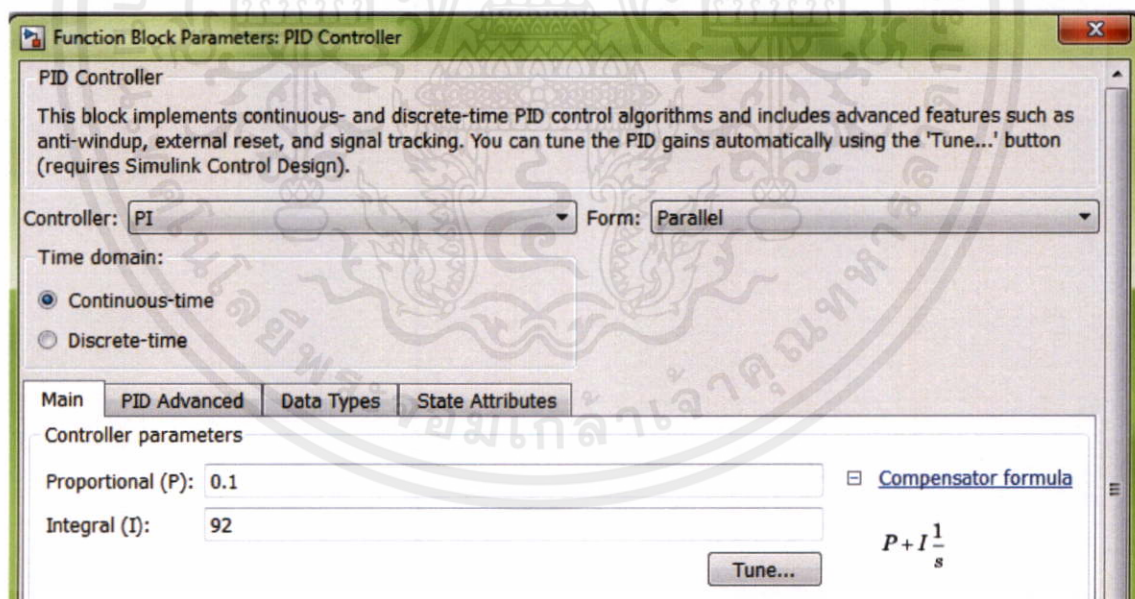 Function Block Parameters: PID Controller
PID Controller
This block implements continuous- and discrete-time PID control algorithms and includes advanced features such as
anti-windup, external reset, and signal tracking. You can tune the PID gains automatically using the 'Tune...' button
(requires Simulink Control Design).
Controller: PI Form: Parallel
Time domain:
Continuous-time
Discrete-time
Main PID Advanced Data Types State Attributes
Controller parameters
Proportional (P): 0.1
Compensator formula
Integral (I): 92
P + I 1/s
Tune...